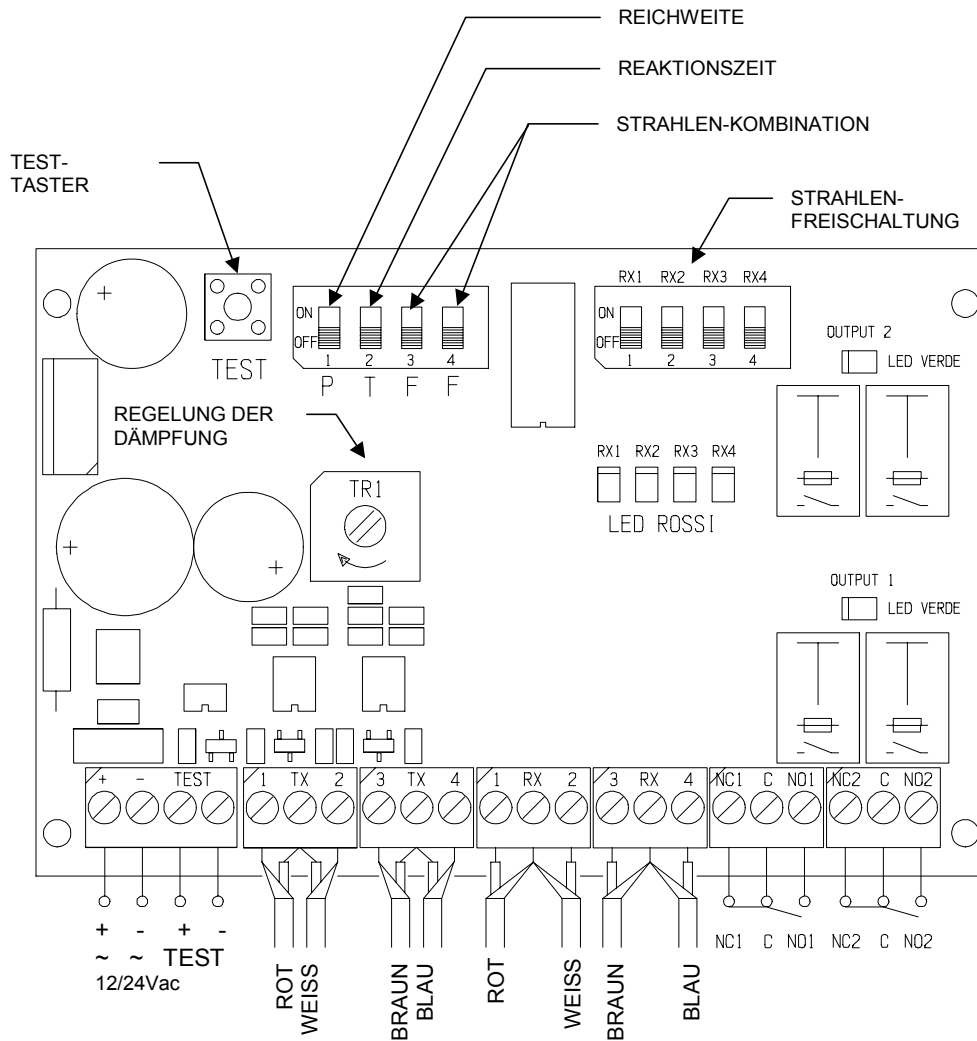 REICHWEITE
REAKTIONSZEIT
STRAHLEN-KOMBINATION
TEST-
TASTER
STRAHLEN-
FREISCHALTUNG
+
ON
OFF
1 2 3 4
P T F F
TEST
RX1 RX2 RX3 RX4
ON
OFF
1 2 3 4
OUTPUT 2
LED VERDE
REGELUNG DER
DÄMPFUNG
TR1
RX1 RX2 RX3 RX4
LED ROSSI
+
+
OUTPUT 1
LED VERDE
+ - TEST
1 TX 2
3 TX 4
1 RX 2
3 RX 4
NC1 C NO1
NC2 C NO2
+ - + -
~ ~ TEST
12/24Vac
ROT
WEISS
BRAUN
BLAU
ROT
WEISS
BRAUN
BLAU
NC1 C NO1
NC2 C NO2